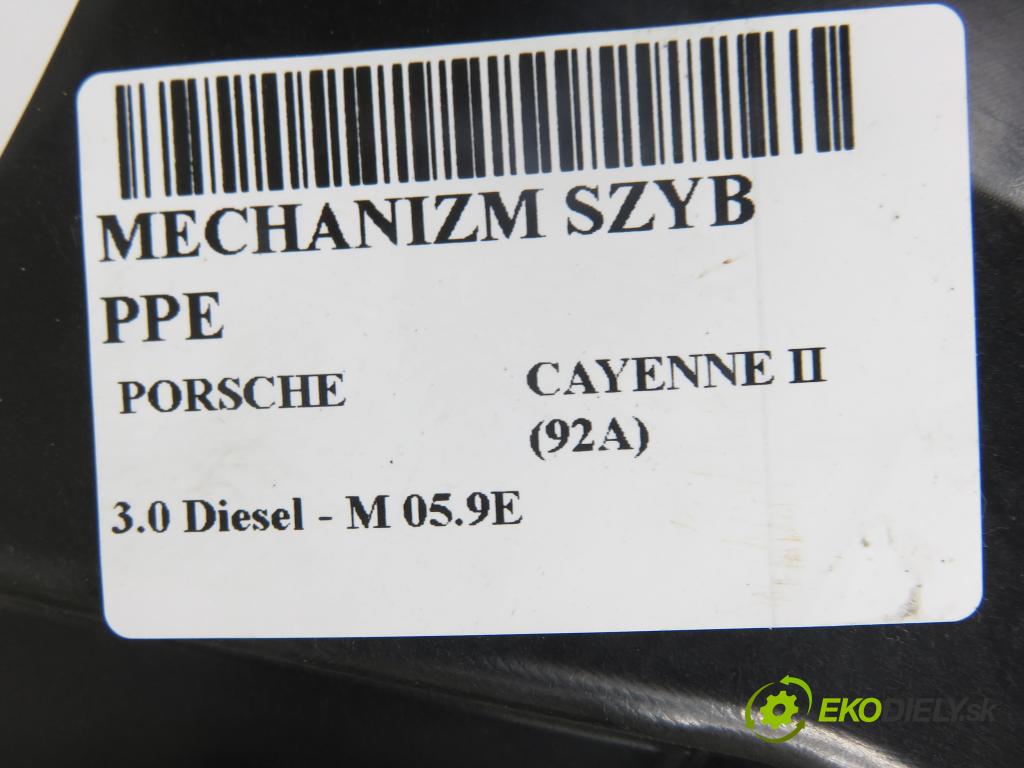 MECHANIZM SZYB
PPE
PORSCHE CAYENNE II
(92A)
3.0 Diesel - M 05.9E
EKODIELY.sk